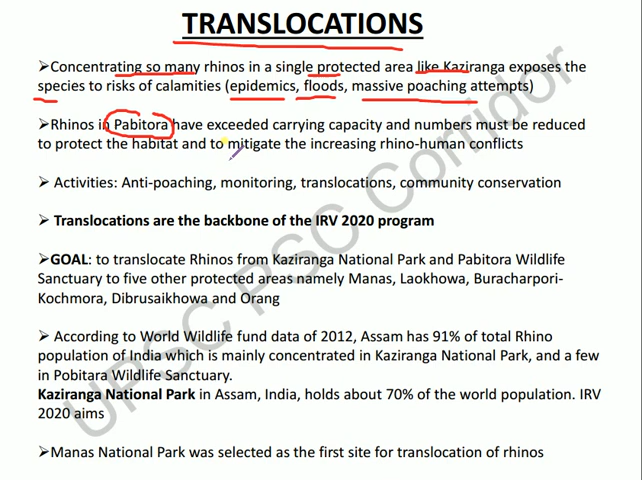 TRANSLOCATIONS
➢Concentrating so many rhinos in a single protected area like Kaziranga exposes the
species to risks of calamities (epidemics, floods, massive poaching attempts)
➢Rhinos in Pabitora have exceeded carrying capacity and numbers must be reduced
to protect the habitat and to mitigate the increasing rhino-human conflicts
➢ Activities: Anti-poaching, monitoring, translocations, community conservation
➢ Translocations are the backbone of the IRV 2020 program
➢ GOAL: to translocate Rhinos from Kaziranga National Park and Pabitora Wildlife
Sanctuary to five other protected areas namely Manas, Laokhowa, Buracharpori-
Kochmora, Dibrusaikhowa and Orang
➢ According to World Wildlife fund data of 2012, Assam has 91% of total Rhino
population of India which is mainly concentrated in Kaziranga National Park, and a few
in Pobitara Wildlife Sanctuary.
Kaziranga National Park in Assam, India, holds about 70% of the world population. IRV
2020 aims
➢Manas National Park was selected as the first site for translocation of rhinos
UPSC PSC Corridor